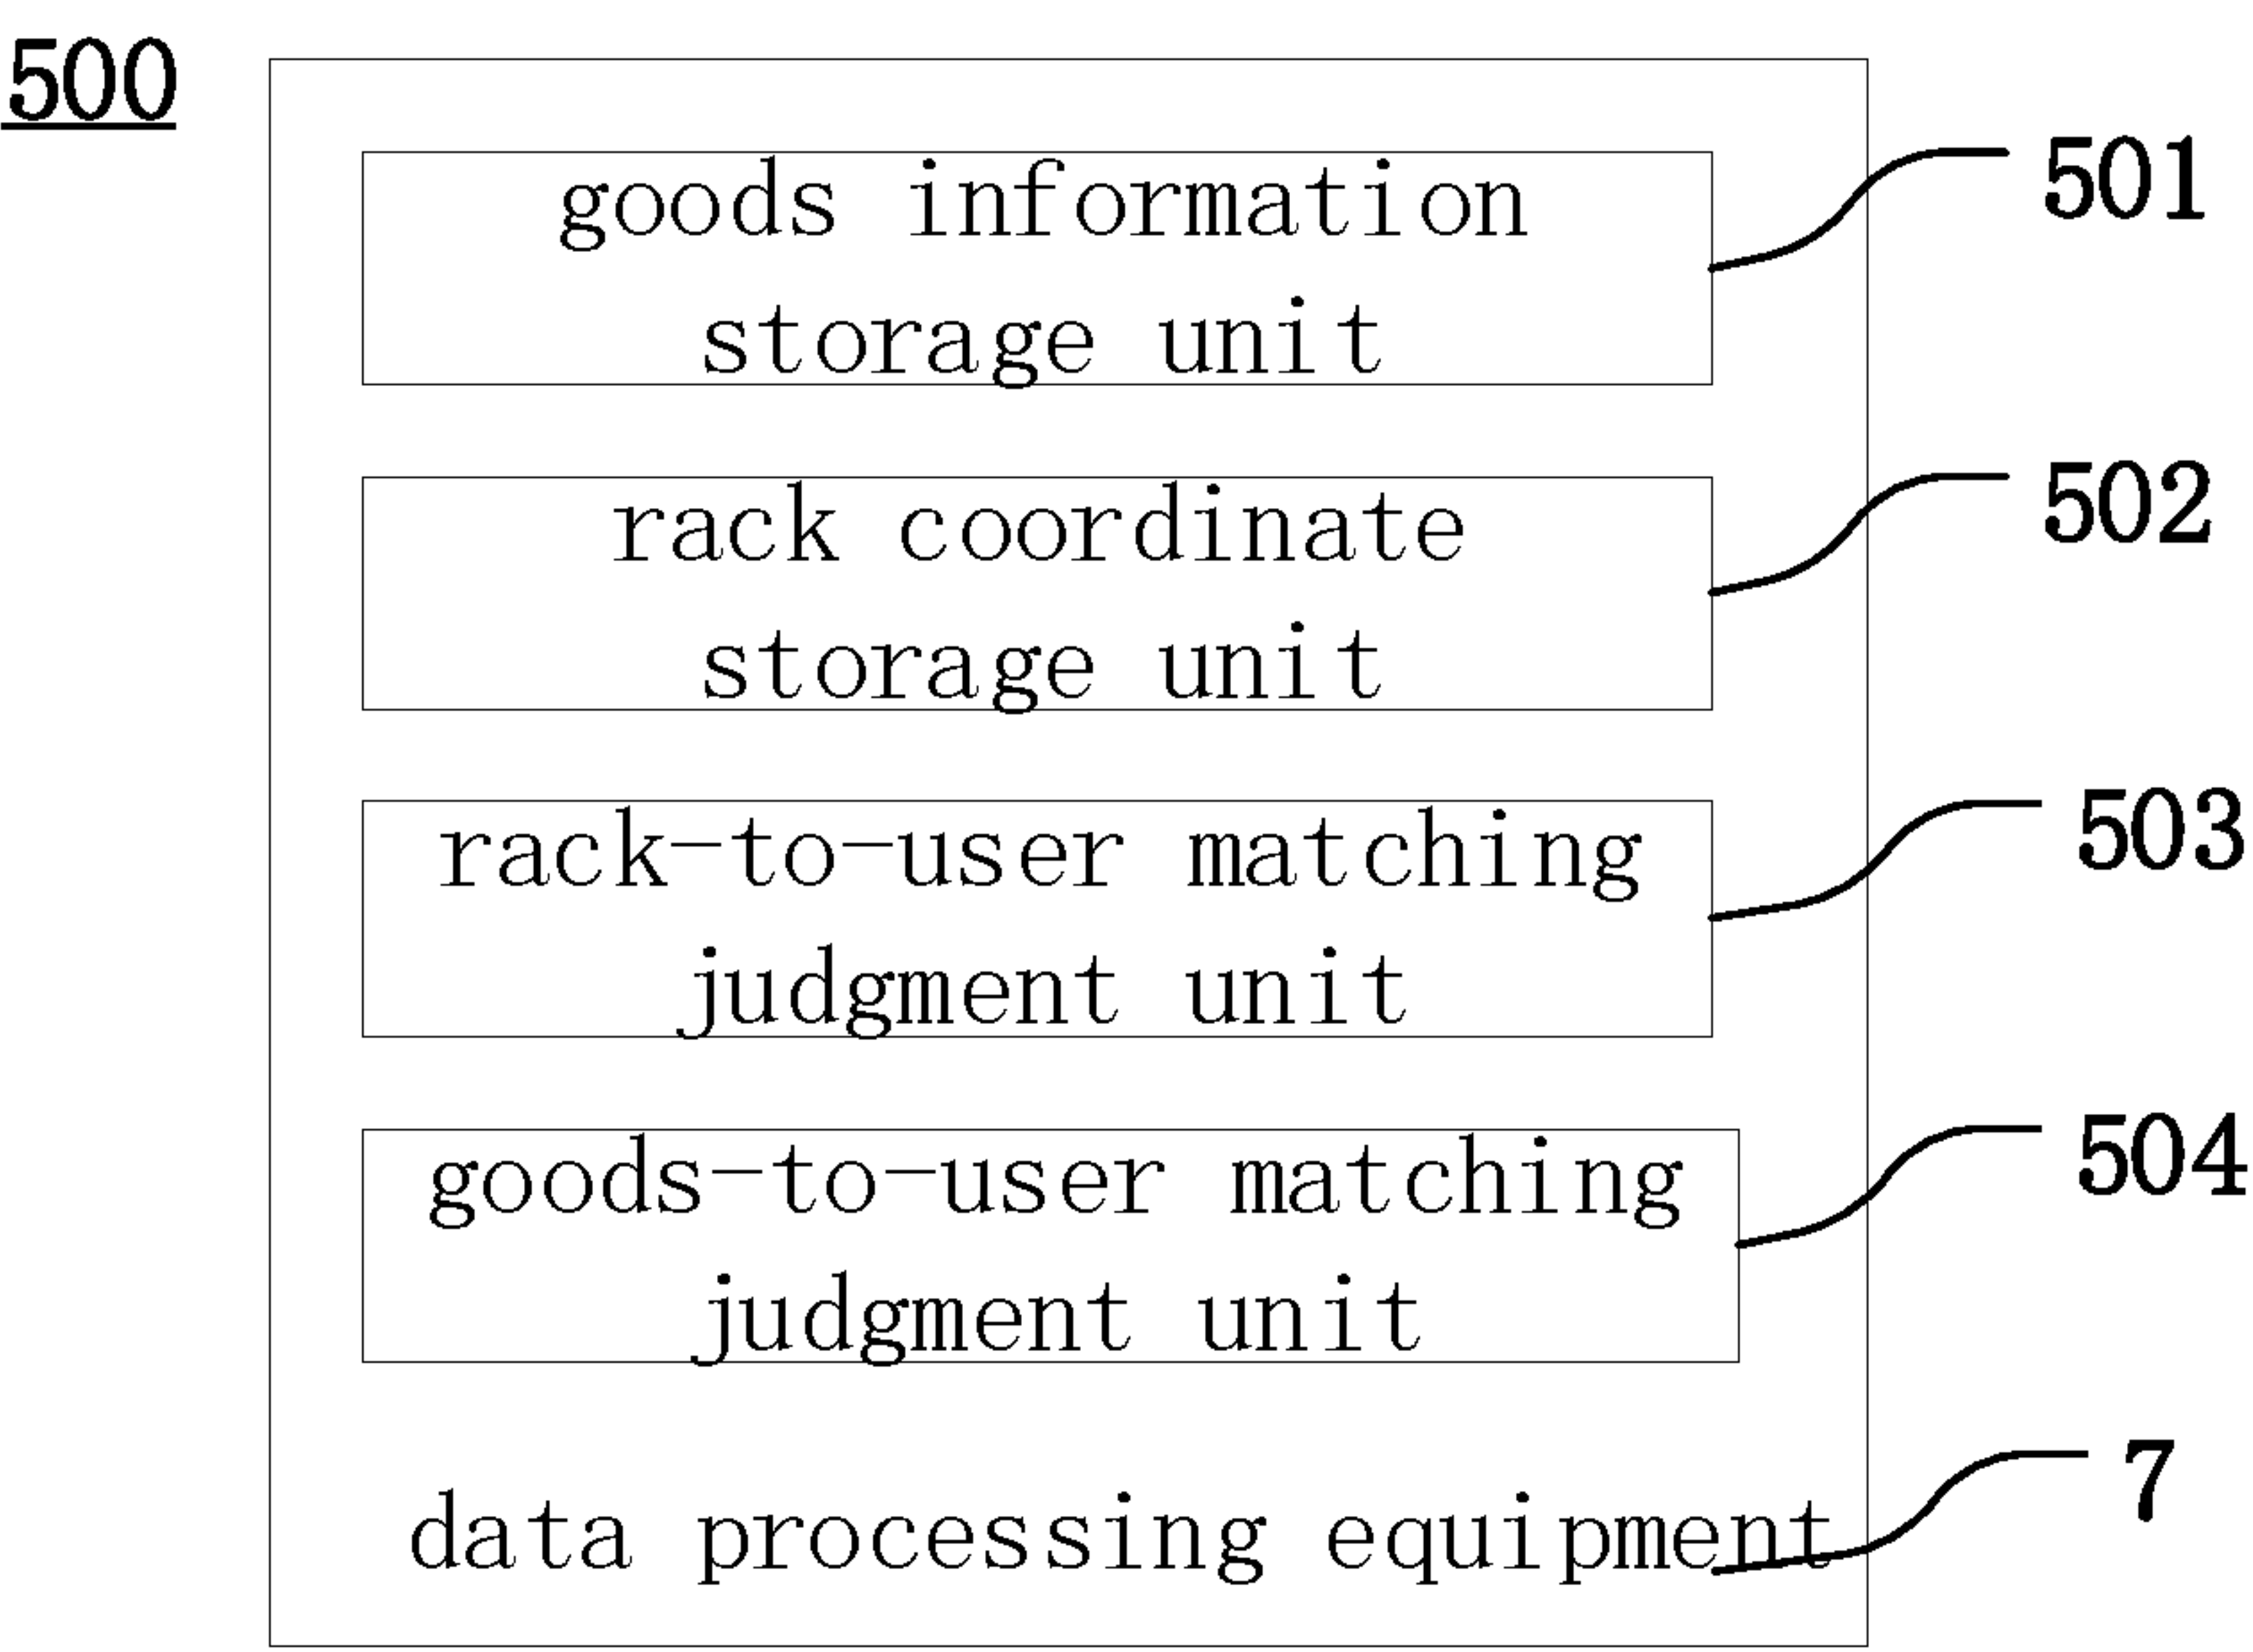 500
goods information
storage unit
501
rack coordinate
storage unit
502
rack-to-user matching
judgment unit
503
goods-to-user matching
judgment unit
504
data processing equipment
7